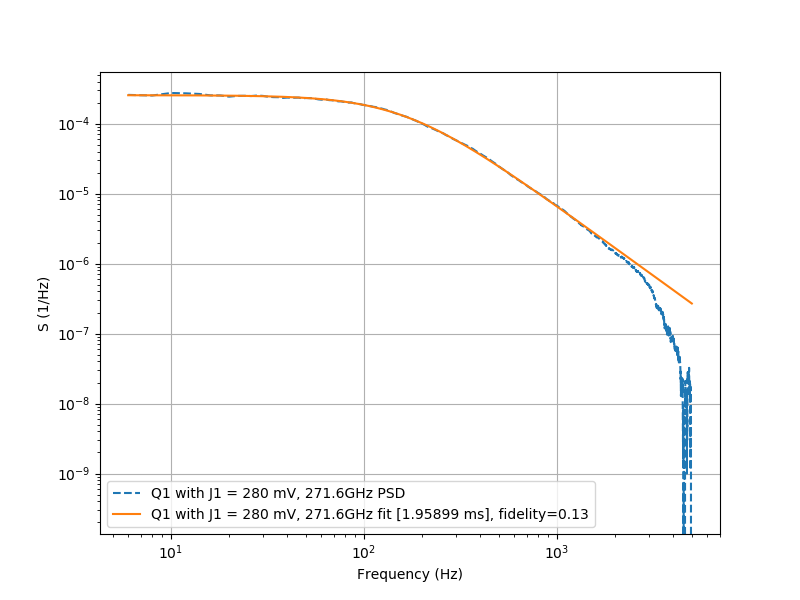 S (1/Hz)
10⁻⁴
10⁻⁵
10⁻⁶
10⁻⁷
10⁻⁸
10⁻⁹
Q1 with J1 = 280 mV, 271.6GHz PSD
Q1 with J1 = 280 mV, 271.6GHz fit [1.95899 ms], fidelity=0.13
10¹ 10² 10³
Frequency (Hz)